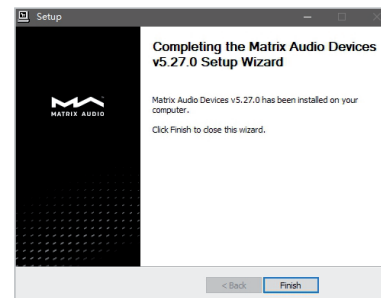 Setup
Completing the Matrix Audio Devices
v5.27.0 Setup Wizard
MATRIX AUDIO
Matrix Audio Devices v5.27.0 has been installed on your
computer.
Click Finish to close this wizard.
< Back
Finish